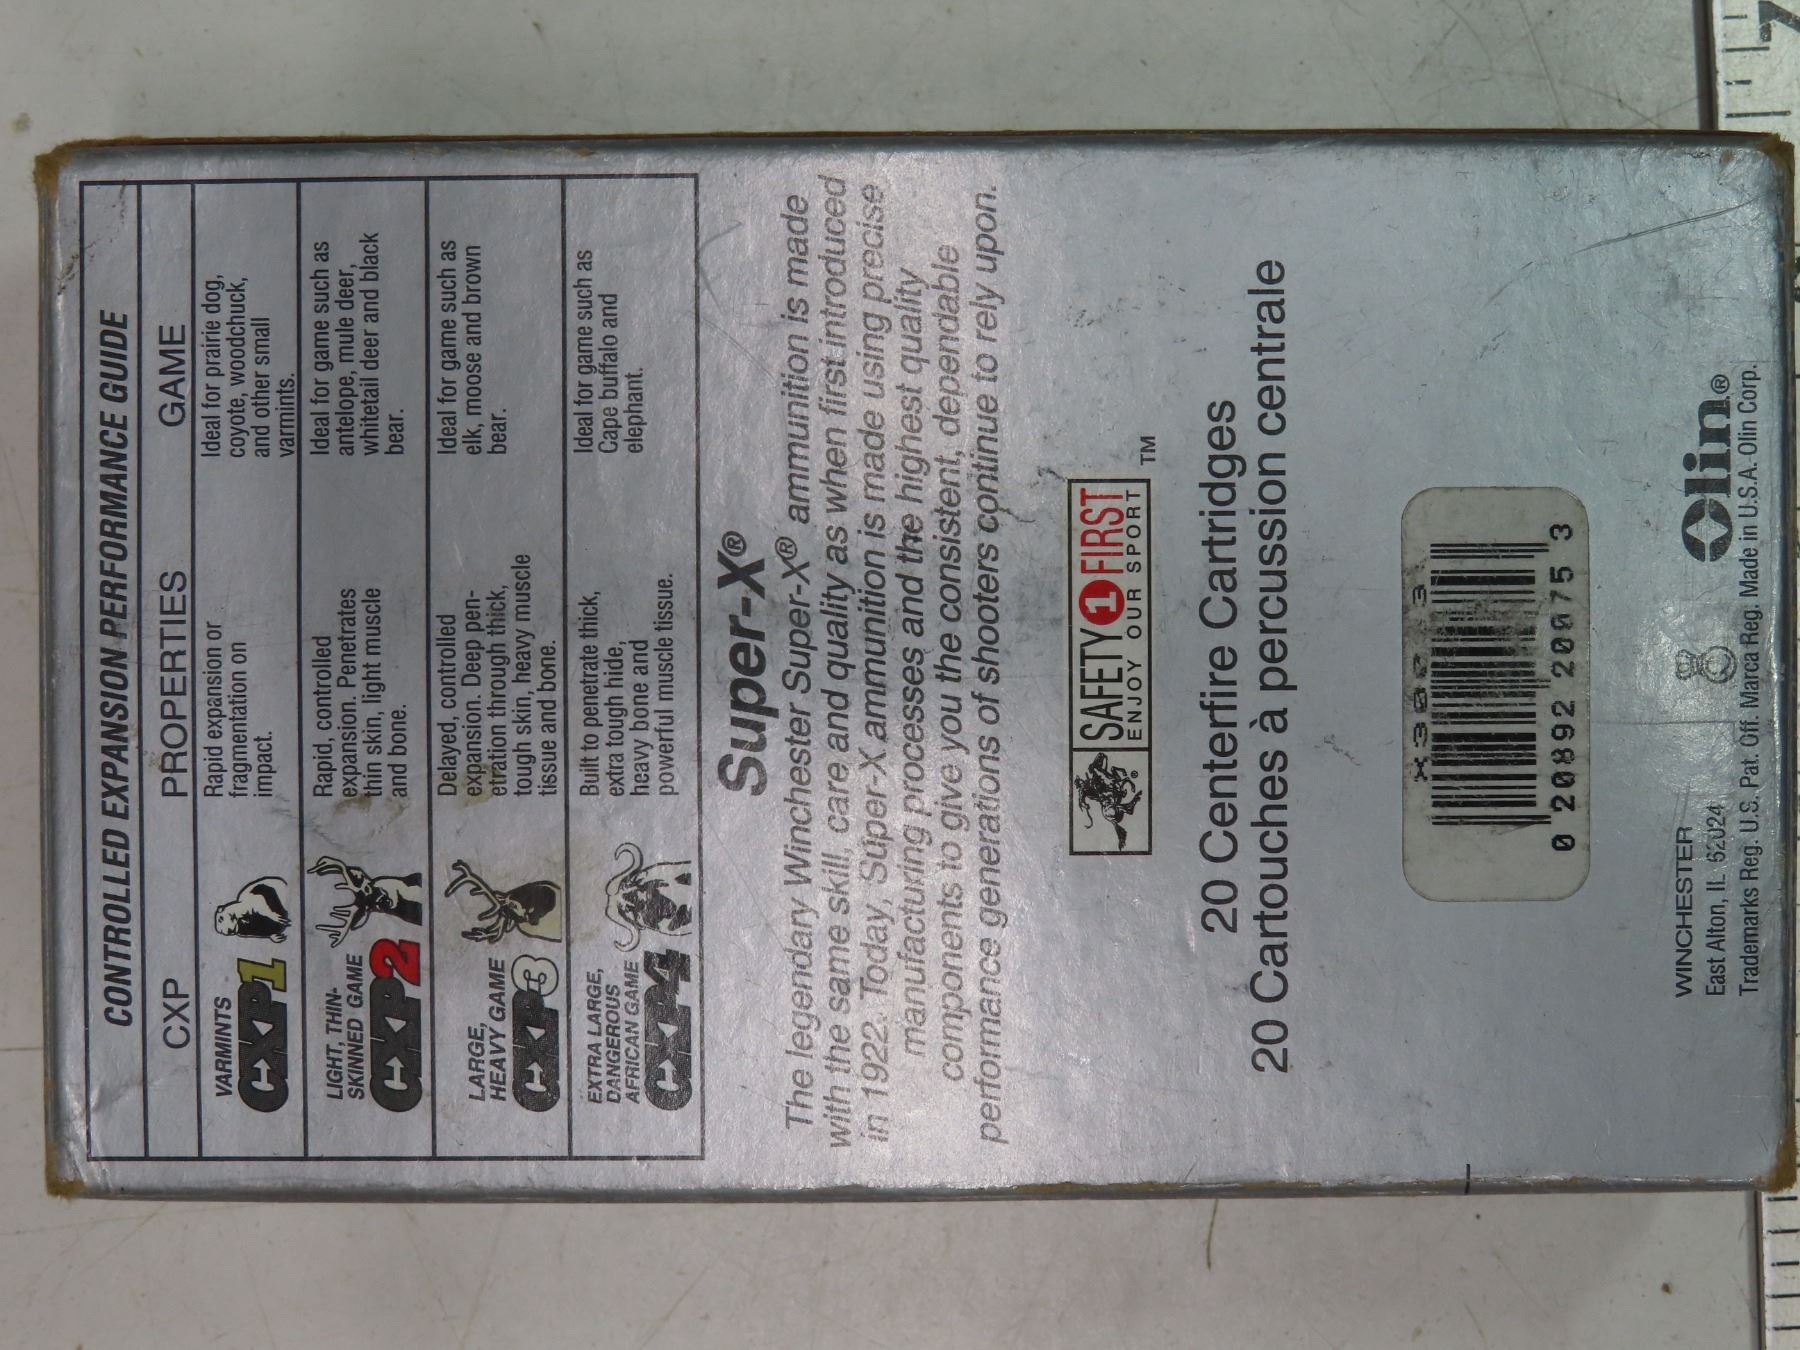 CONTROLLED EXPANSION PERFORMANCE GUIDE
CXP PROPERTIES GAME
VARMINTS
CXP1
Rapid expansion or
fragmentation on
impact.
Ideal for prairie dog,
coyote, woodchuck,
and other small
varmints.
LIGHT, THIN-
SKINNED GAME
CXP2
Rapid, controlled
expansion. Penetrates
thin skin, light muscle
and bone.
Ideal for game such as
antelope, mule deer,
whitetail deer and black
bear.
LARGE,
HEAVY GAME
CXP3
Delayed, controlled
expansion. Deep pen-
etration through thick,
tough skin, heavy muscle
tissue and bone.
Ideal for game such as
elk, moose and brown
bear.
EXTRA LARGE,
DANGEROUS
AFRICAN GAME
CXP4
Built to penetrate thick,
extra tough hide,
heavy bone and
powerful muscle tissue.
Ideal for game such as
Cape buffalo and
elephant.
Super-X®
The legendary Winchester Super-X® ammunition is made
with the same skill, care and quality as when first introduced
in 1922. Today, Super-X ammunition is made using precise
manufacturing processes and the highest quality
components to give you the consistent, dependable
performance generations of shooters continue to rely upon.
SAFETY 1 FIRST
ENJOY OUR SPORT ™
®
20 Centerfire Cartridges
20 Cartouches à percussion centrale
0 20892 20075 3
WINCHESTER
East Alton, IL 62024
Olin®
Trademarks Reg. U.S. Pat. Off. Marca Reg. Made in U.S.A. Olin Corp.
7